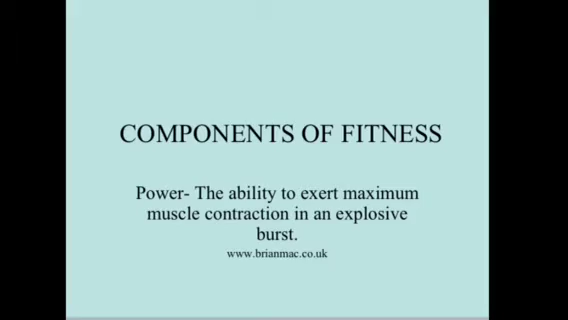 COMPONENTS OF FITNESS
Power- The ability to exert maximum
muscle contraction in an explosive
burst.
www.brianmac.co.uk